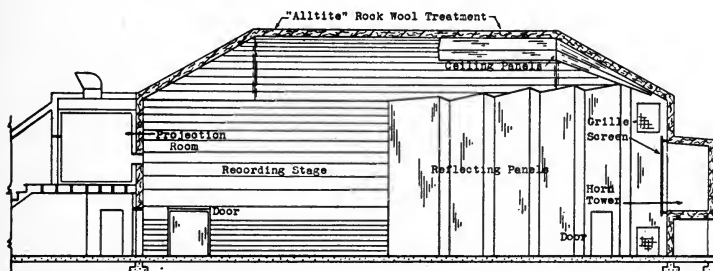 "Alltite" Rock Wool Treatment
Ceiling Panels
Grille
Screen
Projection
Room
Recording Stage
Reflecting Panels
Horn
Tower
Door
Door